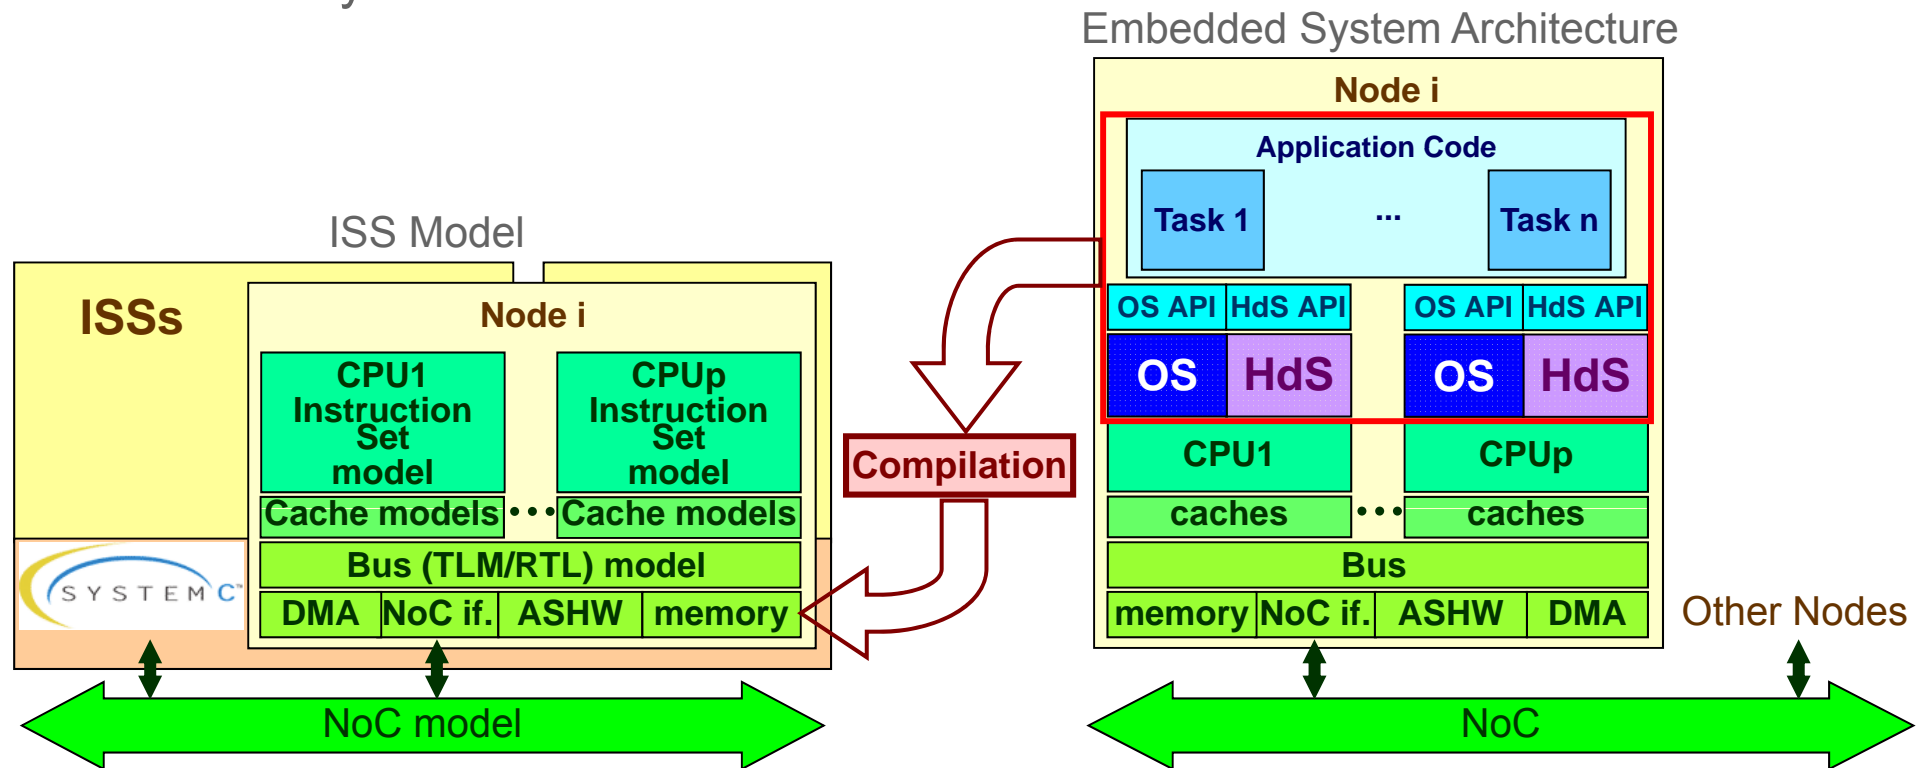 Embedded System Architecture
Node i
Application Code
Task 1 ... Task n
OS API HdS API OS API HdS API
OS HdS OS HdS
CPU1 CPUp
caches ••• caches
Bus
memory NoC if. ASHW DMA
Other Nodes
NoC
Compilation
ISS Model
ISSs
Node i
CPU1 Instruction Set model
CPUp Instruction Set model
Cache models ••• Cache models
Bus (TLM/RTL) model
DMA NoC if. ASHW memory
SYSTEM C™
NoC model